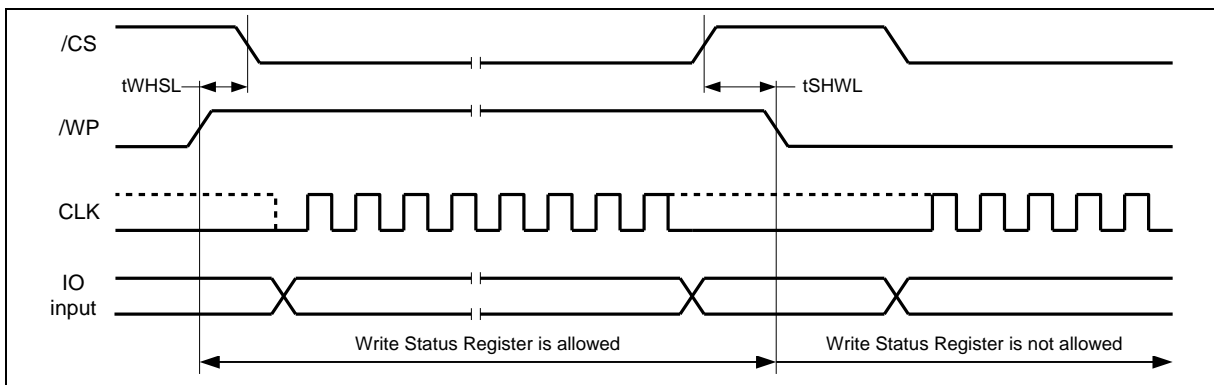 /CS
tWHSL
tSHWL
/WP
CLK
IO
input
Write Status Register is allowed
Write Status Register is not allowed